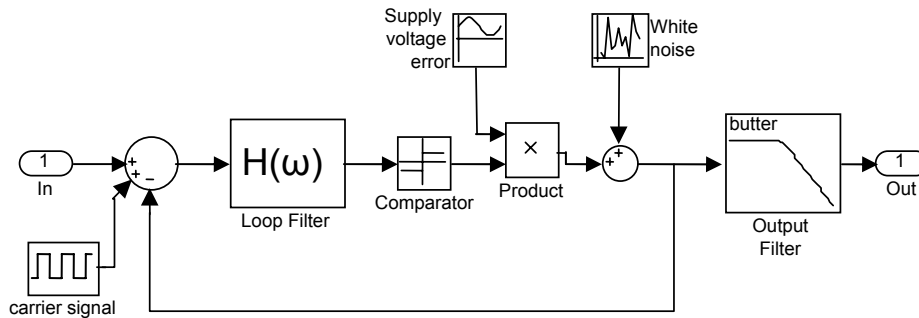 Supply
voltage
error
White
noise
1
In
+
+
−
H(ω)
Loop Filter
Comparator
×
Product
+
+
butter
Output
Filter
1
Out
carrier signal